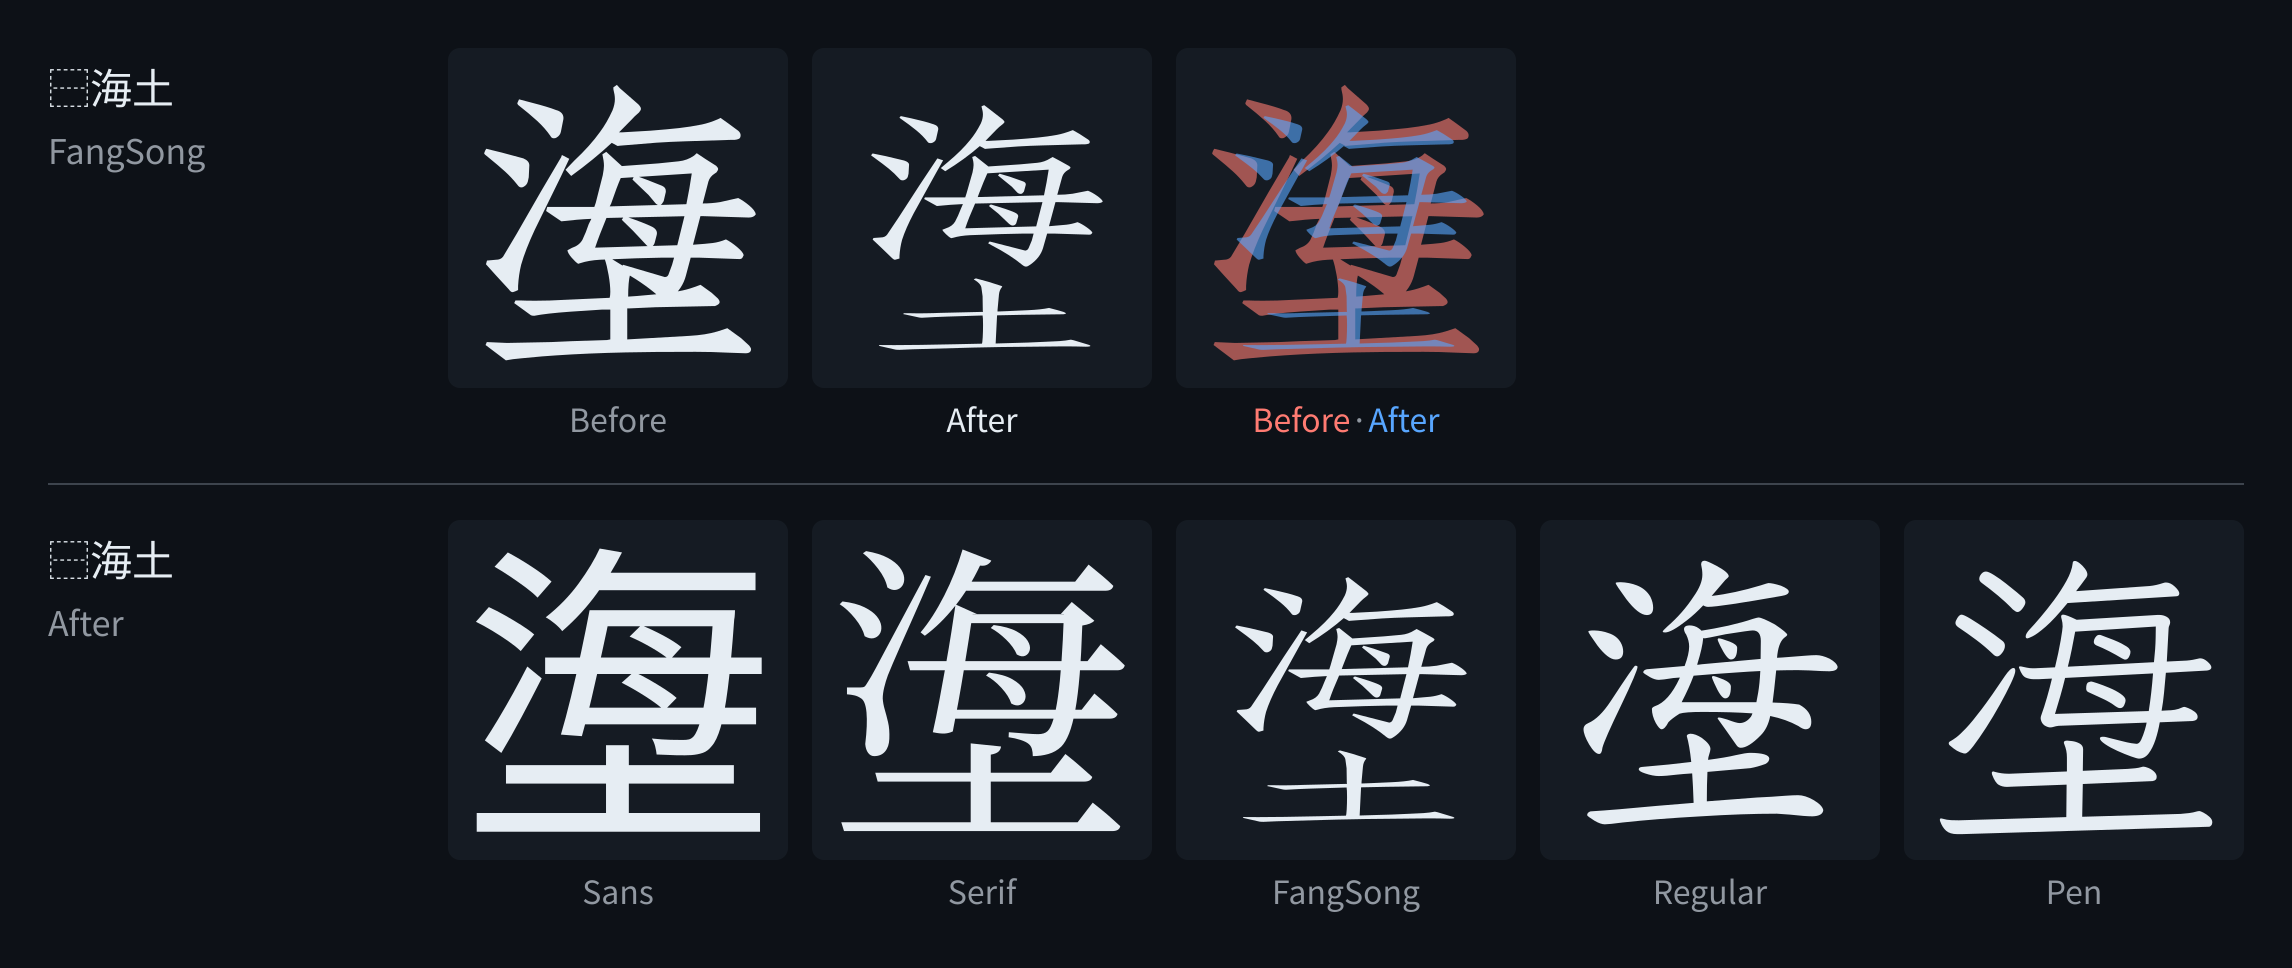 ⿱海土
FangSong
Before
After
Before·After
⿱海土
After
Sans
Serif
FangSong
Regular
Pen